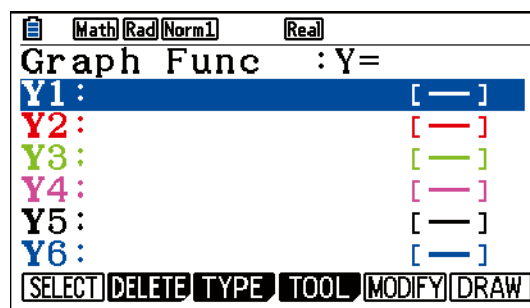 Math Rad Norm1 Real
Graph Func :Y=
Y1: [—]
Y2: [—]
Y3: [—]
Y4: [—]
Y5: [—]
Y6: [—]
SELECT DELETE TYPE TOOL MODIFY DRAW